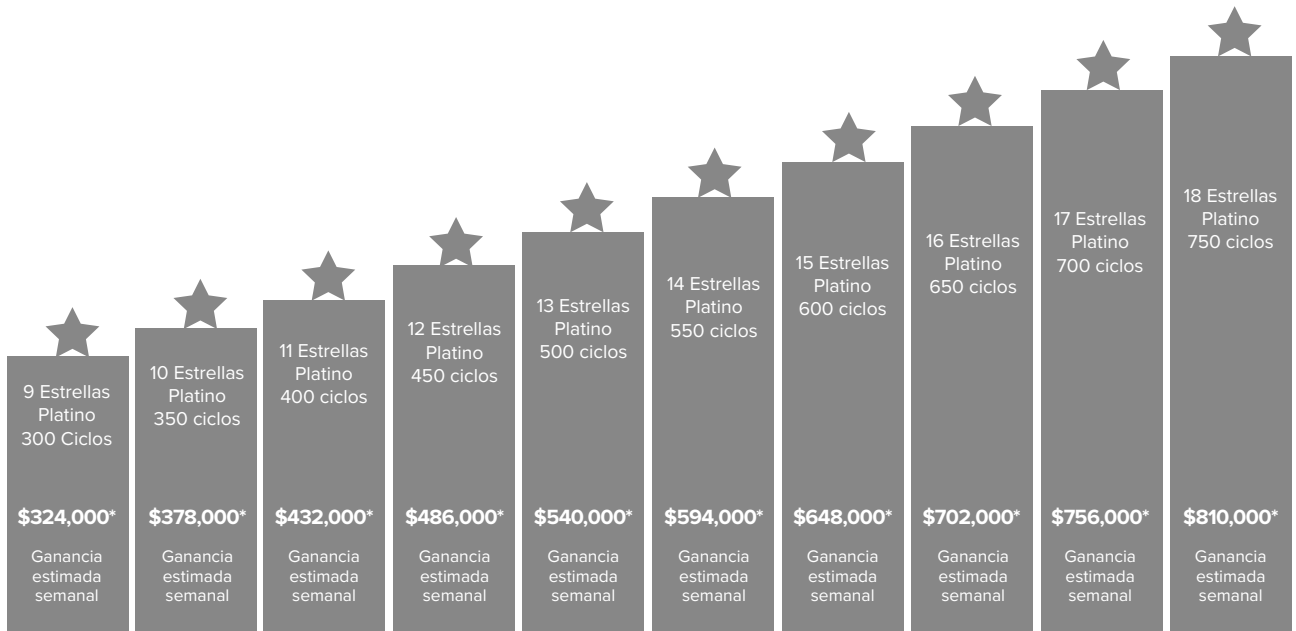 9 Estrellas
Platino
300 Ciclos
$324,000*
Ganancia
estimada
semanal
10 Estrellas
Platino
350 ciclos
$378,000*
Ganancia
estimada
semanal
11 Estrellas
Platino
400 ciclos
$432,000*
Ganancia
estimada
semanal
12 Estrellas
Platino
450 ciclos
$486,000*
Ganancia
estimada
semanal
13 Estrellas
Platino
500 ciclos
$540,000*
Ganancia
estimada
semanal
14 Estrellas
Platino
550 ciclos
$594,000*
Ganancia
estimada
semanal
15 Estrellas
Platino
600 ciclos
$648,000*
Ganancia
estimada
semanal
16 Estrellas
Platino
650 ciclos
$702,000*
Ganancia
estimada
semanal
17 Estrellas
Platino
700 ciclos
$756,000*
Ganancia
estimada
semanal
18 Estrellas
Platino
750 ciclos
$810,000*
Ganancia
estimada
semanal